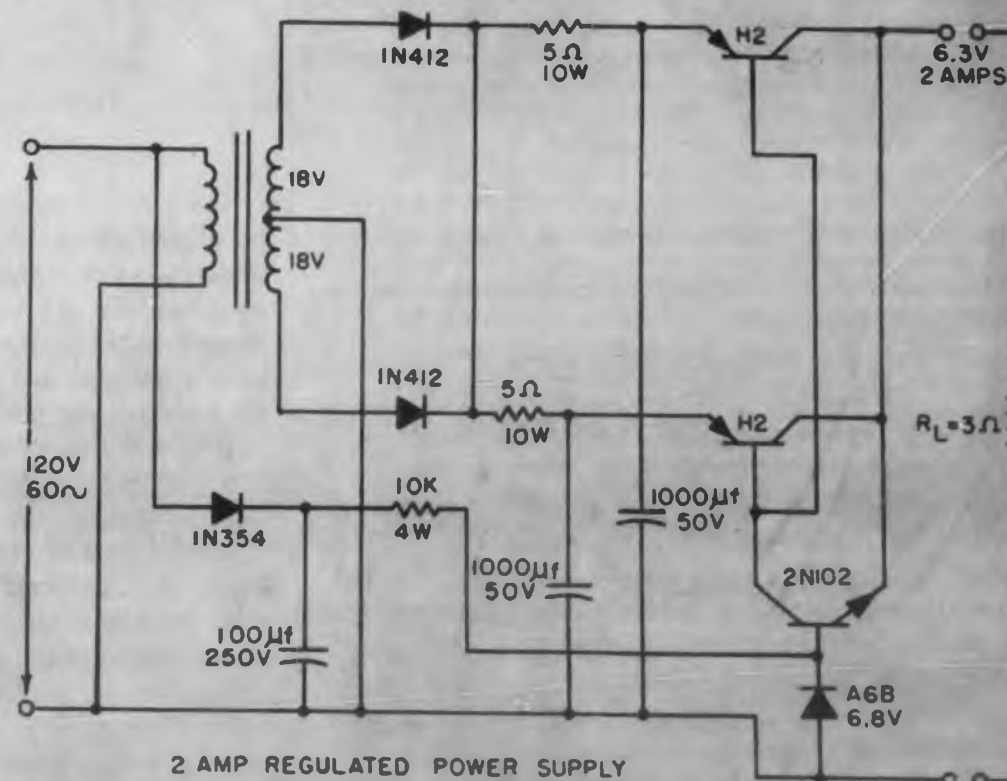 1N412
5Ω
10W
H2
6.3V
2 AMPS
18V
18V
1N412
5Ω
10W
H2
R_L=3Ω
120V
60~
1N354
10K
4W
1000µf
50V
1000µf
50V
2N102
100µf
250V
A6B
6.8V
2 AMP REGULATED POWER SUPPLY